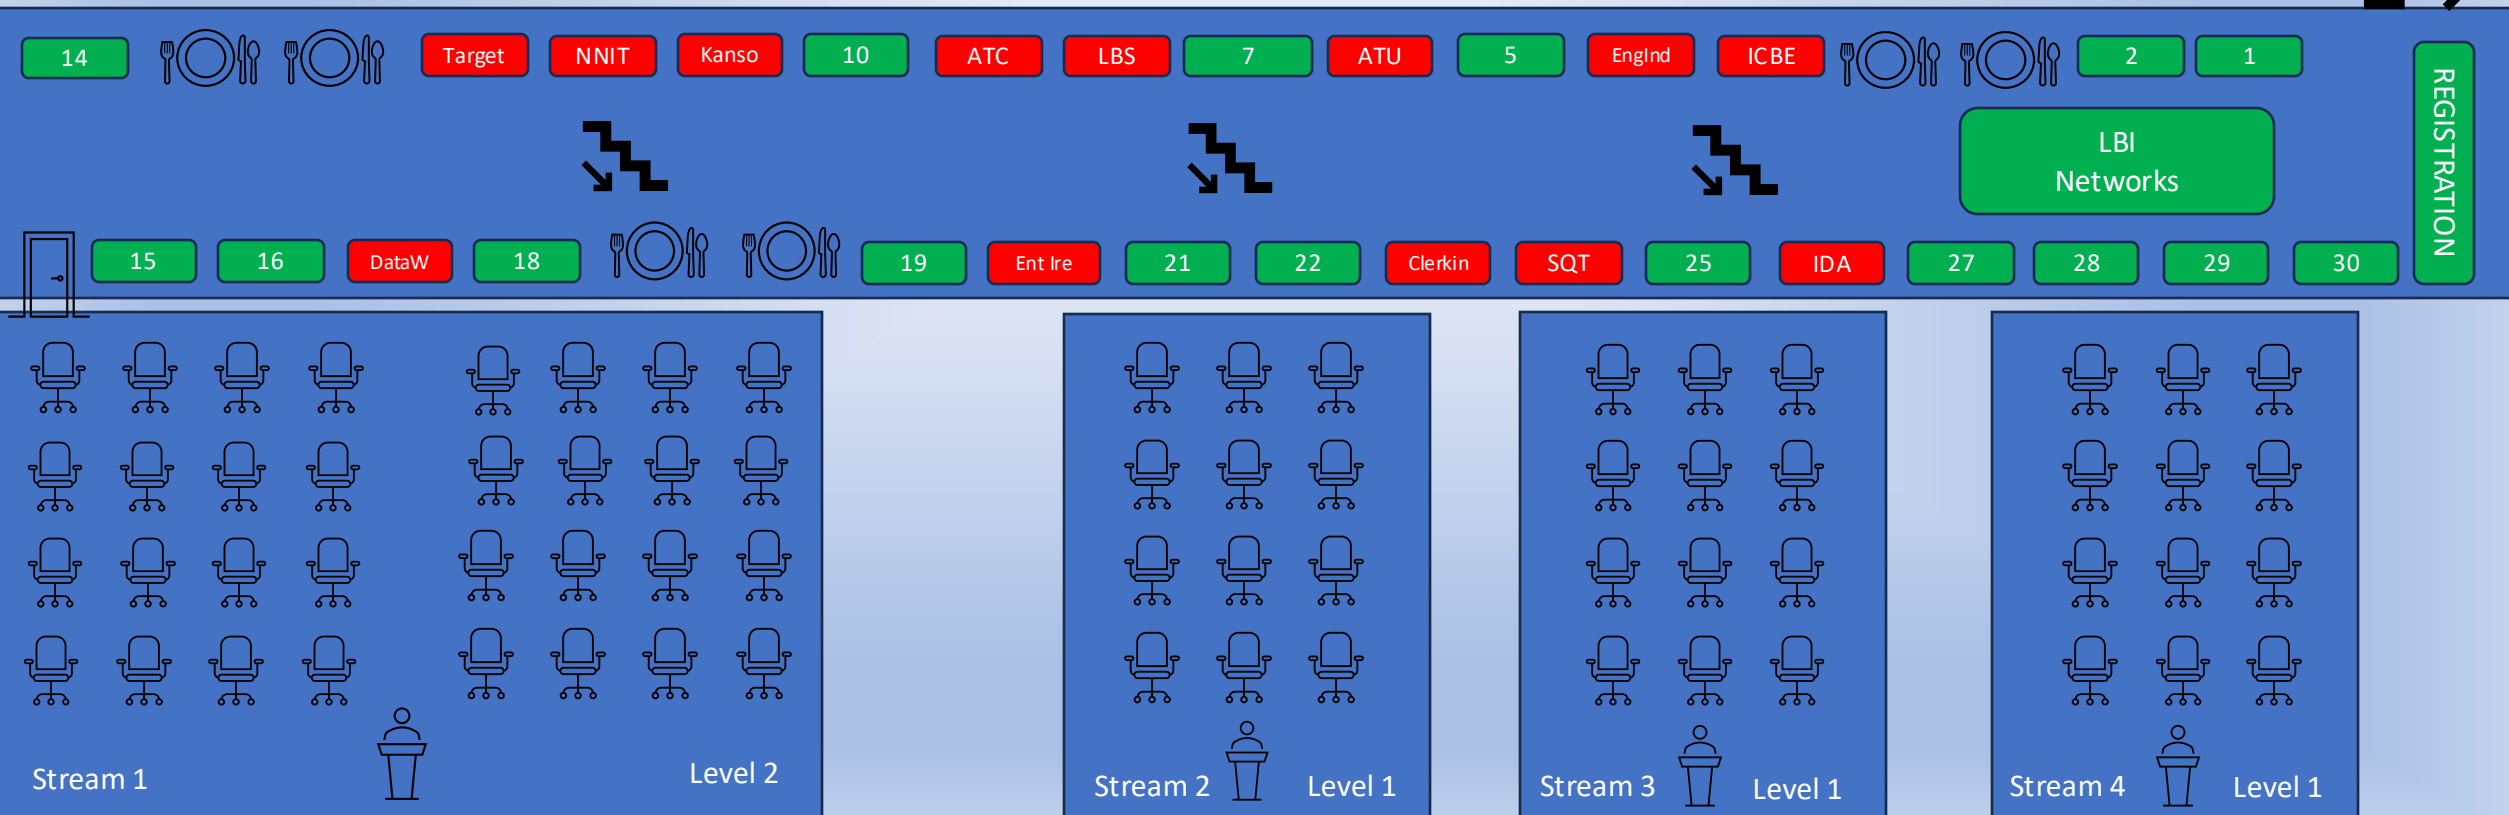 14
Target
NNIT
Kanso
10
ATC
LBS
7
ATU
5
EngInd
ICBE
2
1
REGISTRATION
LBI
Networks
15
16
DataW
18
19
Ent Ire
21
22
Clerkin
SQT
25
IDA
27
28
29
30
Stream 1
Level 2
Stream 2
Level 1
Stream 3
Level 1
Stream 4
Level 1